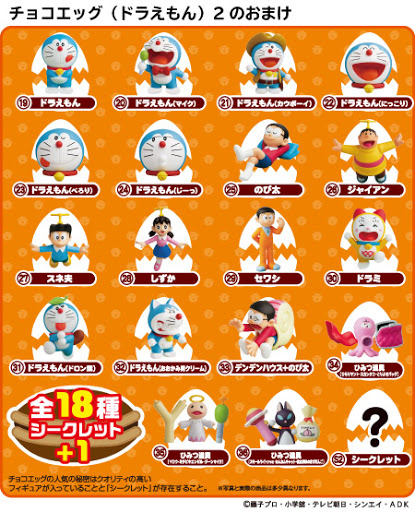 チョコエッグ（ドラえもん）2 のおまけ
⑲ ドラえもん
⑳ ドラえもん(マイク)
㉑ ドラえもん(カウボーイ)
㉒ ドラえもん(にっこり)
㉓ ドラえもん(ぺろり)
㉔ ドラえもん(じーっ)
㉕ のび太
㉖ ジャイアン
㉗ スネ夫
㉘ しずか
㉙ セワシ
㉚ ドラミ
㉛ ドラえもん(ドロン葉)
㉜ ドラえもん(おおかみ男クリーム)
㉝ デンデンハウス+のび太
㉞ ひみつ道具
全18種
シークレット
+1
㉟ ひみつ道具
㊱ ひみつ道具
?
㊾ シークレット
チョコエッグの人気の秘密はクオリティの高い
フィギュアが入っていることと「シークレット」が存在すること。
※写真と実際の商品は多少異なります。
©藤子プロ・小学館・テレビ朝日・シンエイ・ADK